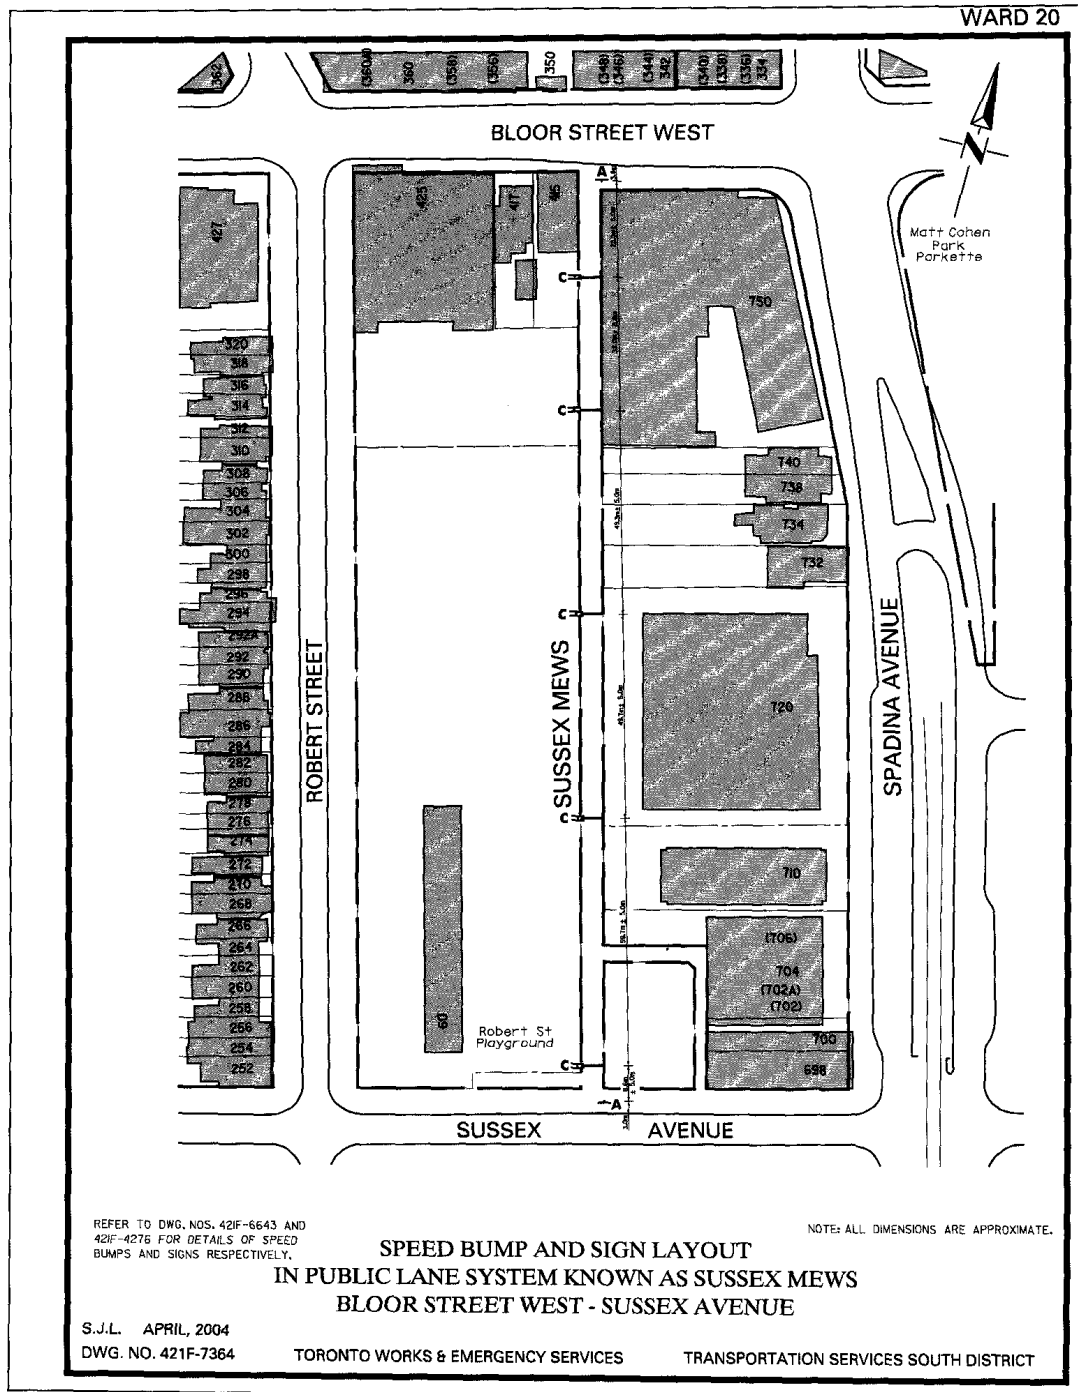 WARD 20
362
(360A)
360
(358)
(356)
350
(348)
(346)
(344)
342
(340)
(338)
(336)
334
BLOOR STREET WEST
N
Matt Cohen
Park
Parkette
A
427
425
417
415
C
750
320
318
316
314
312
310
308
306
304
302
300
298
296
294
292A
292
290
288
286
284
282
280
278
276
274
272
270
268
266
264
262
260
258
256
254
252
C
740
738
734
732
C
ROBERT STREET
SUSSEX MEWS
SPADINA AVENUE
720
C
710
(706)
704
(702A)
(702)
700
698
60
Robert St
Playground
C
A
SUSSEX AVENUE
REFER TO DWG. NOS. 421F-6643 AND
421F-4276 FOR DETAILS OF SPEED
BUMPS AND SIGNS RESPECTIVELY.
NOTE: ALL DIMENSIONS ARE APPROXIMATE.
SPEED BUMP AND SIGN LAYOUT
IN PUBLIC LANE SYSTEM KNOWN AS SUSSEX MEWS
BLOOR STREET WEST - SUSSEX AVENUE
S.J.L. APRIL, 2004
DWG. NO. 421F-7364
TORONTO WORKS & EMERGENCY SERVICES
TRANSPORTATION SERVICES SOUTH DISTRICT